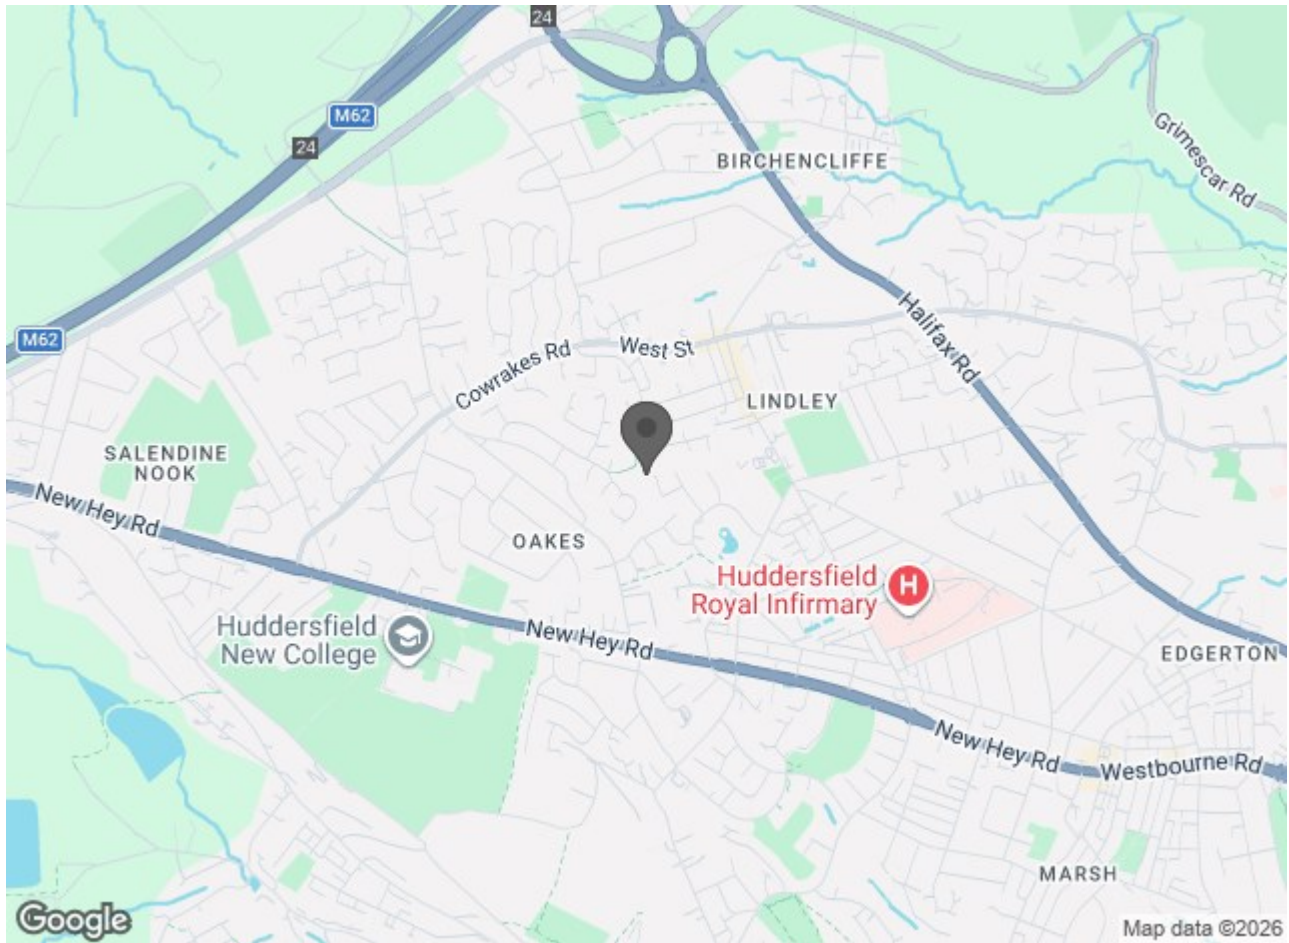 24
M62
24
BIRCHENCLIFFE
Grimescar Rd
M62
Halifax Rd
West St
Cowrakes Rd
LINDLEY
SALENDINE
NOOK
New Hey Rd
OAKES
Huddersfield
Royal Infirmary
H
Huddersfield
New College
New Hey Rd
EDGERTON
New Hey Rd
Westbourne Rd
MARSH
Google
Map data ©2026